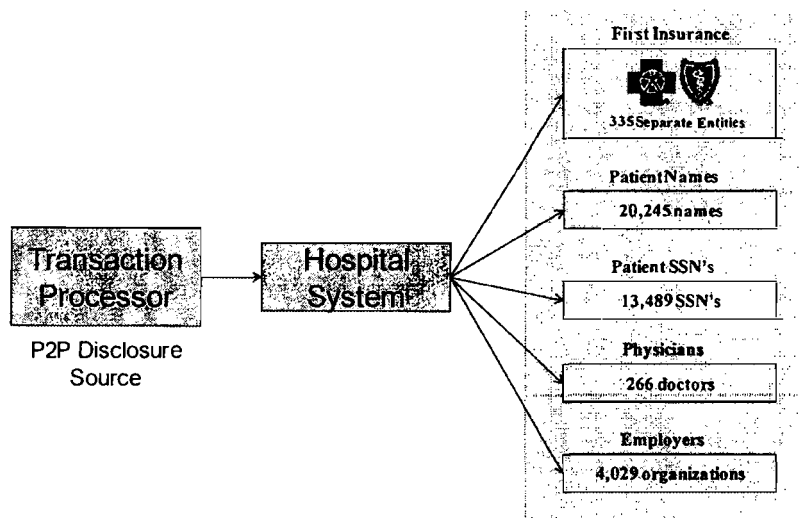 First Insurance
335 Separate Entities
Patient Names
20,245 names
Transaction
Processor
Hospital
System
Patient SSN's
13,489 SSN's
P2P Disclosure
Source
Physicians
266 doctors
Employers
4,029 organizations